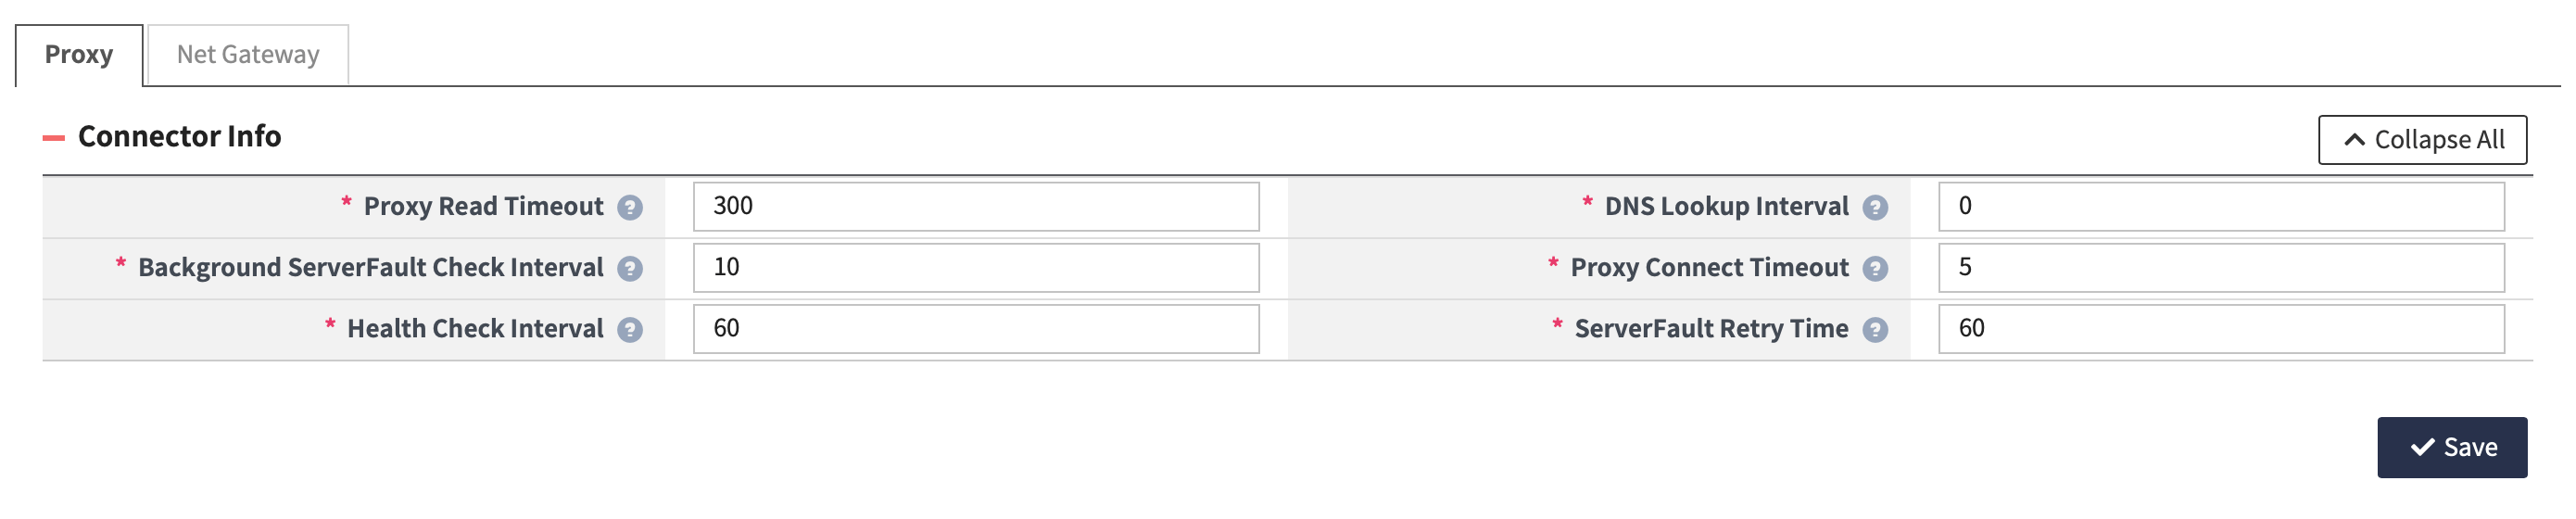 Proxy
Net Gateway
Connector Info
Collapse All
* Proxy Read Timeout ? 300
* DNS Lookup Interval ? 0
* Background ServerFault Check Interval ? 10
* Proxy Connect Timeout ? 5
* Health Check Interval ? 60
* ServerFault Retry Time ? 60
Save